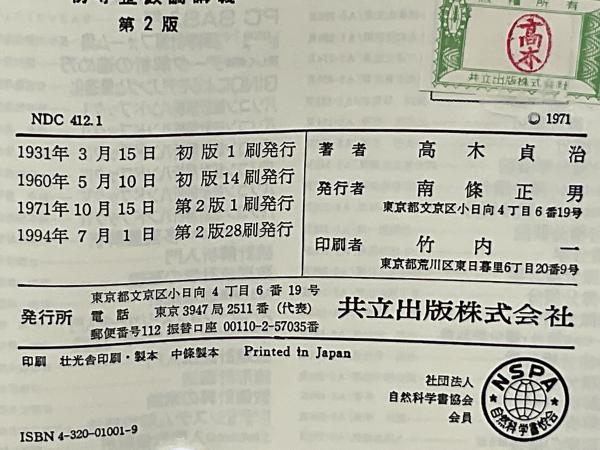 第2版
高木
共立出版株式会社
NDC 412.1
© 1971
1931年 3月15日 初版1刷発行
1960年 5月10日 初版14刷発行
1971年10月15日 第2版1刷発行
1994年 7月 1日 第2版28刷発行
著者 高木貞治
発行者 南條正男
東京都文京区小日向4丁目6番19号
印刷者 竹内一
東京都荒川区東日暮里6丁目20番9号
発行所
東京都文京区小日向4丁目6番19号
電話 東京3947局2511番(代表)
郵便番号112 振替口座 00110-2-57035番
共立出版株式会社
印刷 壮光舎印刷・製本 中條製本 Printed in Japan
社団法人
自然科学書協会
会員
NSPA
自然科学書協会
ISBN 4-320-01001-9